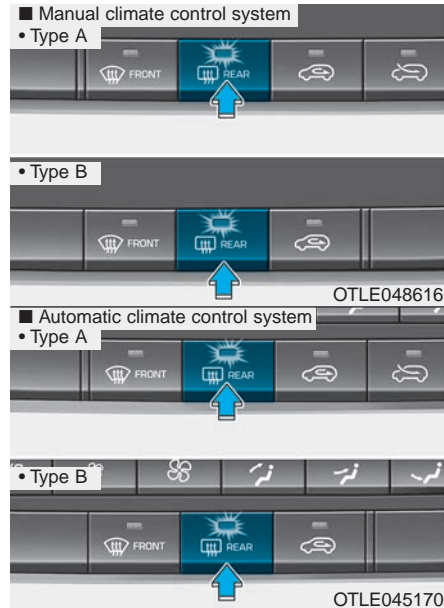 ■ Manual climate control system
• Type A
FRONT REAR
• Type B
FRONT REAR
OTLE048616
■ Automatic climate control system
• Type A
FRONT REAR
• Type B
FRONT REAR
OTLE045170